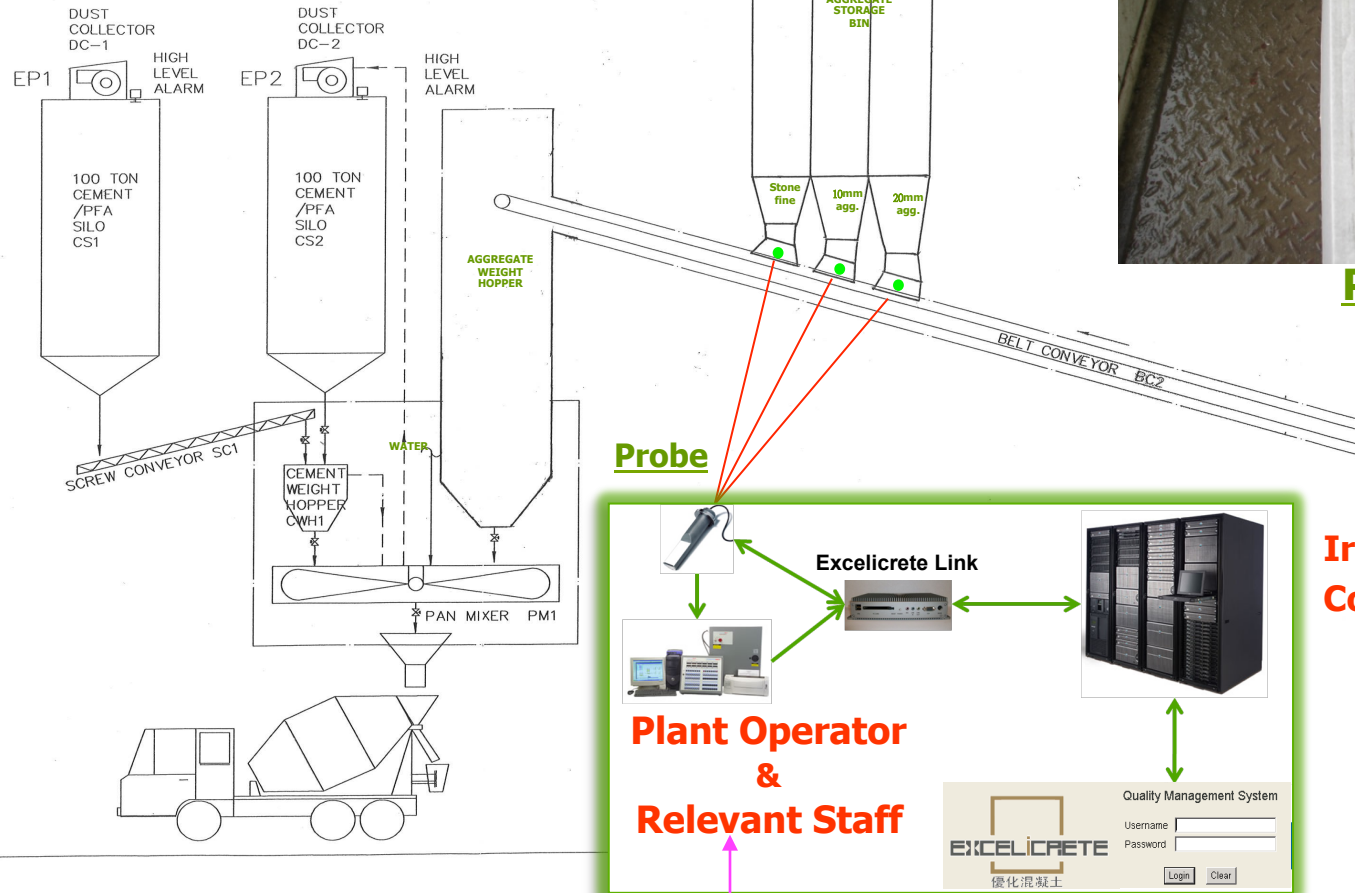 DUST
COLLECTOR
DC-1
EP1
HIGH
LEVEL
ALARM
DUST
COLLECTOR
DC-2
EP2
HIGH
LEVEL
ALARM
STORAGE
BIN
100 TON
CEMENT
/PFA
SILO
CS1
100 TON
CEMENT
/PFA
SILO
CS2
AGGREGATE
WEIGHT
HOPPER
Stone
fine
10mm
agg.
20mm
agg.
BELT CONVEYOR BC2
SCREW CONVEYOR SC1
WATER
CEMENT
WEIGHT
HOPPER
CWH1
PAN MIXER PM1
Probe
Excelicrete Link
Plant Operator
&
Relevant Staff
Quality Management System
Username
Password
Login Clear
EXCELiCRETE
優化混凝土